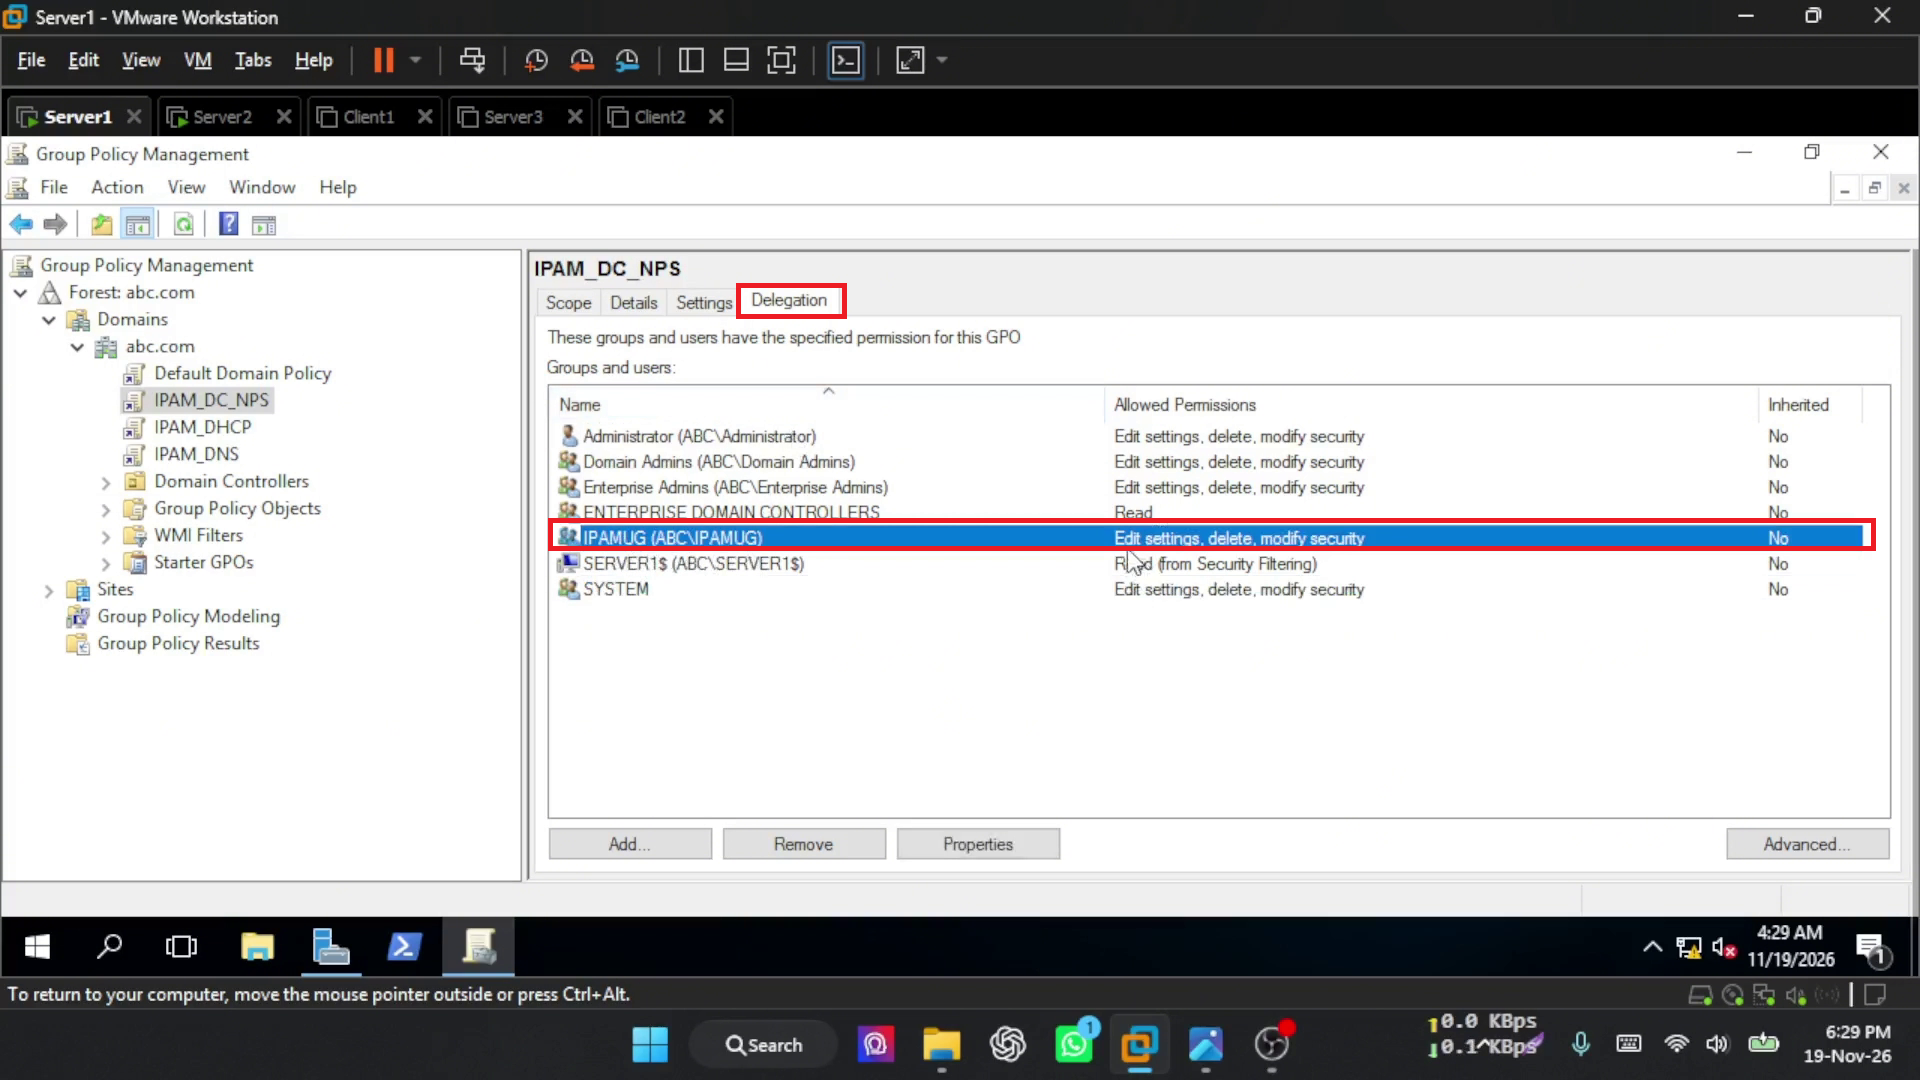 Server1 - VMware Workstation
File Edit View VM Tabs Help
Server1 Server2 Client1 Server3 Client2
Group Policy Management
File Action View Window Help
Group Policy Management
Forest: abc.com
Domains
abc.com
Default Domain Policy
IPAM_DC_NPS
IPAM_DHCP
IPAM_DNS
Domain Controllers
Group Policy Objects
WMI Filters
Starter GPOs
Sites
Group Policy Modeling
Group Policy Results
IPAM_DC_NPS
Scope Details Settings Delegation
These groups and users have the specified permission for this GPO
Groups and users:
Name Allowed Permissions Inherited
Administrator (ABC\Administrator) Edit settings, delete, modify security No
Domain Admins (ABC\Domain Admins) Edit settings, delete, modify security No
Enterprise Admins (ABC\Enterprise Admins) Edit settings, delete, modify security No
ENTERPRISE DOMAIN CONTROLLERS Read No
IPAMUG (ABC\IPAMUG) Edit settings, delete, modify security No
SERVER1$ (ABC\SERVER1$) Read (from Security Filtering) No
SYSTEM Edit settings, delete, modify security No
Add... Remove Properties Advanced...
4:29 AM
11/19/2026
1
To return to your computer, move the mouse pointer outside or press Ctrl+Alt.
Search
1
0.0 KBps
0.1 KBps
6:29 PM
19-Nov-26